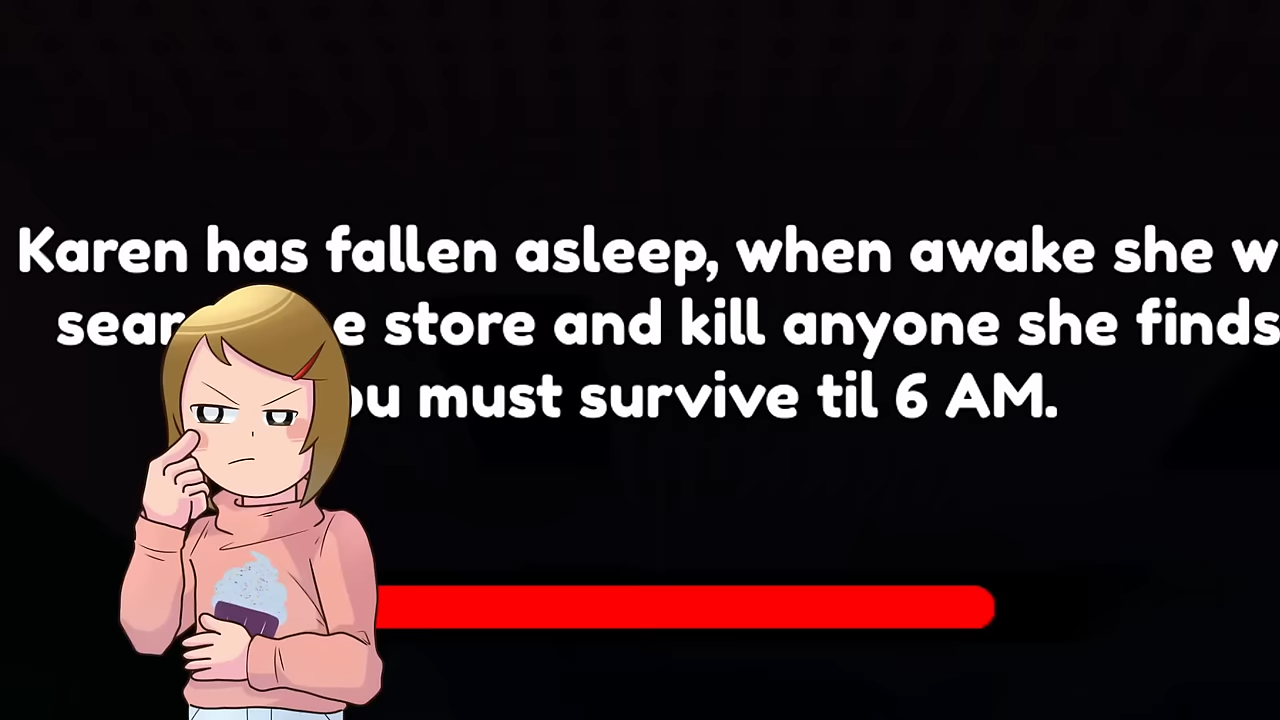 Karen has fallen asleep, when awake she w
sear e store and kill anyone she finds
ou must survive til 6 AM.